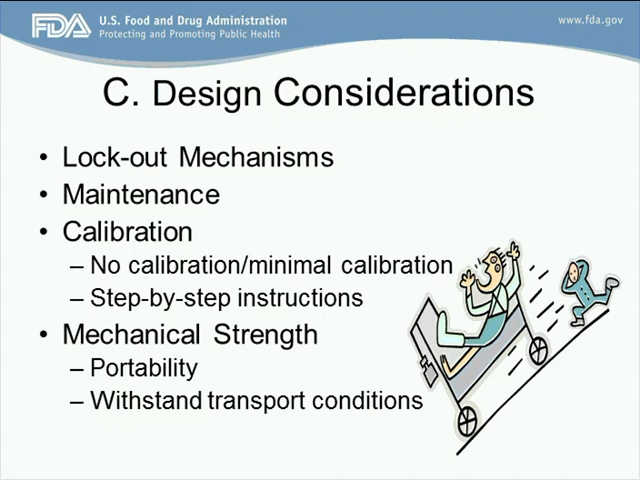 FDA
U.S. Food and Drug Administration
Protecting and Promoting Public Health
www.fda.gov
C. Design Considerations
• Lock-out Mechanisms
• Maintenance
• Calibration
– No calibration/minimal calibration
– Step-by-step instructions
• Mechanical Strength
– Portability
– Withstand transport conditions